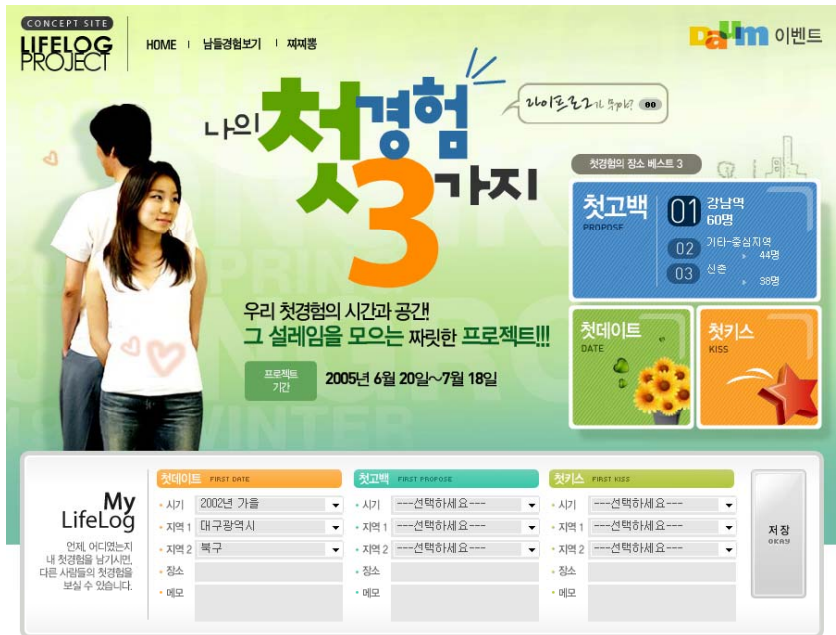 CONCEPT SITE
LIFELOG
PROJECT
HOME
남들경험보기
찌찌뽕
Daum 이벤트
나의 첫경험
3가지
라이프로그가 뭐야? GO
첫경험의 장소 베스트 3
첫고백
PROPOSE
01 강남역
60명
02 기타-중심지역
44명
03 신촌
38명
첫데이트
DATE
첫키스
KISS
우리 첫경험의 시간과 공간!
그 설레임을 모으는 짜릿한 프로젝트!!!
프로젝트
기간
2005년 6월 20일~7월 18일
My
LifeLog
언제, 어디였는지
내 첫경험을 남기시면,
다른 사람들의 첫경험을
보실 수 있습니다.
첫데이트 FIRST DATE
시기 2002년 가을
지역 1 대구광역시
지역 2 북구
장소
메모
첫고백 FIRST PROPOSE
시기 ---선택하세요---
지역 1 ---선택하세요---
지역 2 ---선택하세요---
장소
메모
첫키스 FIRST KISS
시기 ---선택하세요---
지역 1 ---선택하세요---
지역 2 ---선택하세요---
장소
메모
저장
OKAY